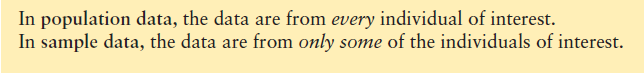 In population data, the data are from every individual of interest.
In sample data, the data are from only some of the individuals of interest.